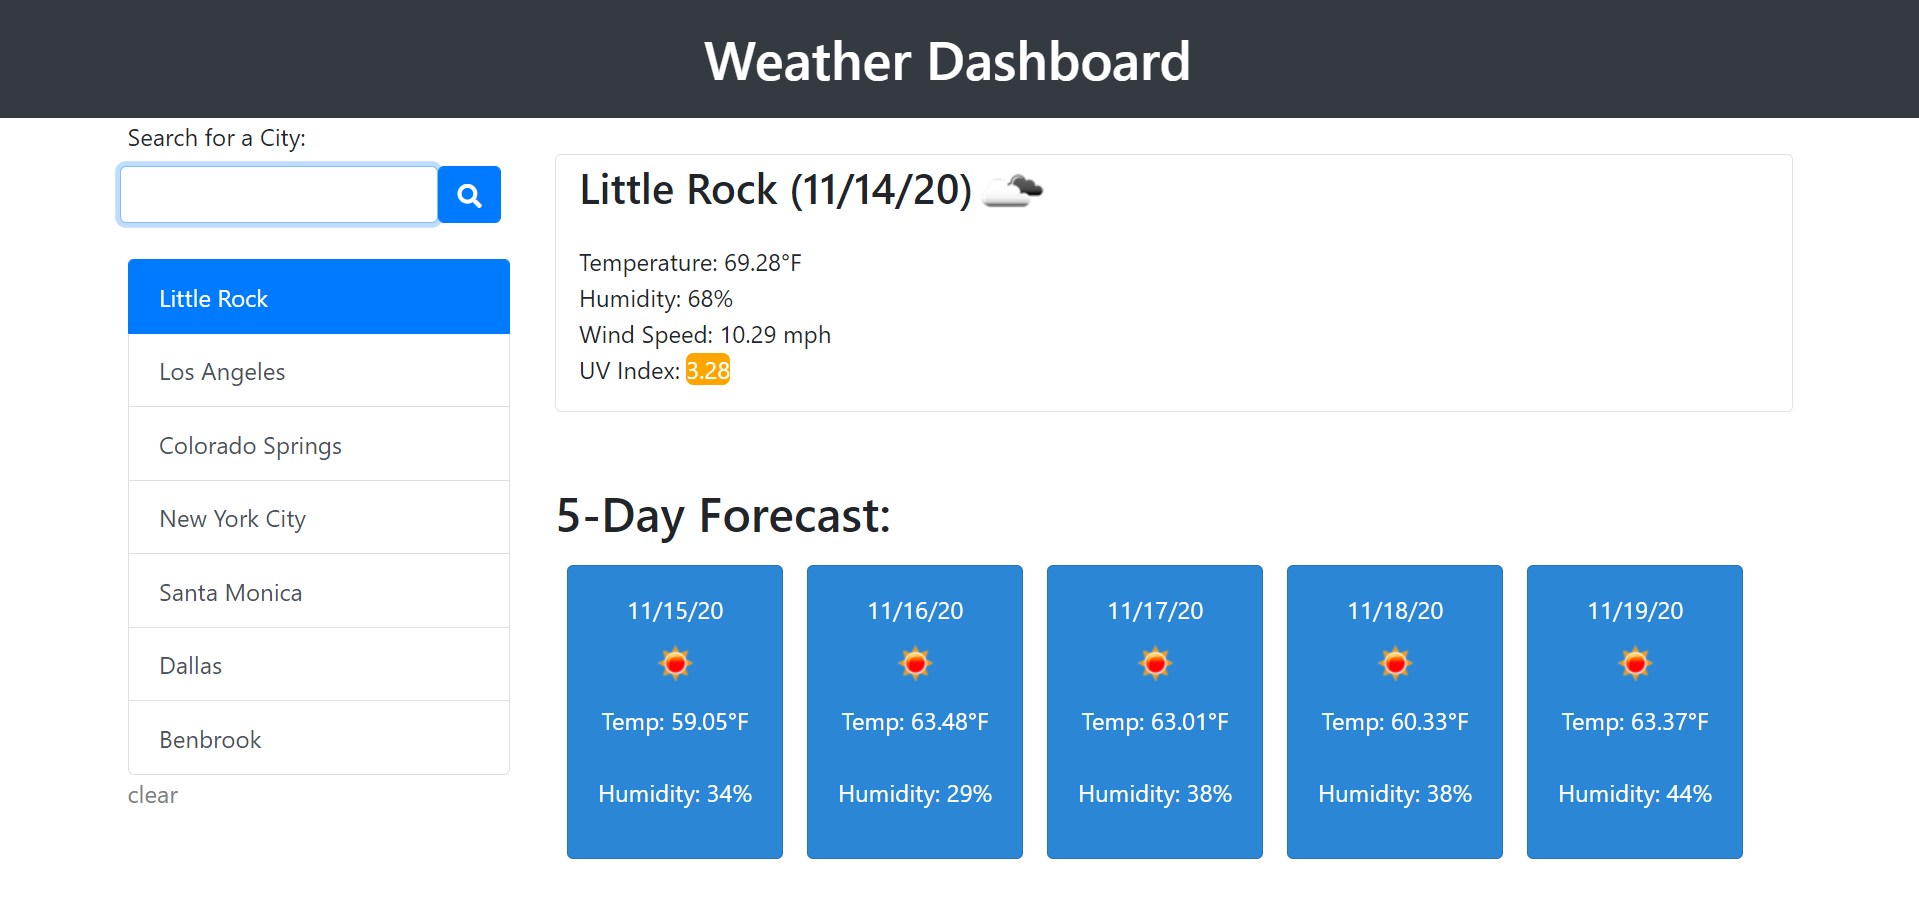 Weather Dashboard
Search for a City:
Little Rock
Los Angeles
Colorado Springs
New York City
Santa Monica
Dallas
Benbrook
clear
Little Rock (11/14/20)
Temperature: 69.28°F
Humidity: 68%
Wind Speed: 10.29 mph
UV Index: 3.28
5-Day Forecast:
11/15/20
Temp: 59.05°F
Humidity: 34%
11/16/20
Temp: 63.48°F
Humidity: 29%
11/17/20
Temp: 63.01°F
Humidity: 38%
11/18/20
Temp: 60.33°F
Humidity: 38%
11/19/20
Temp: 63.37°F
Humidity: 44%